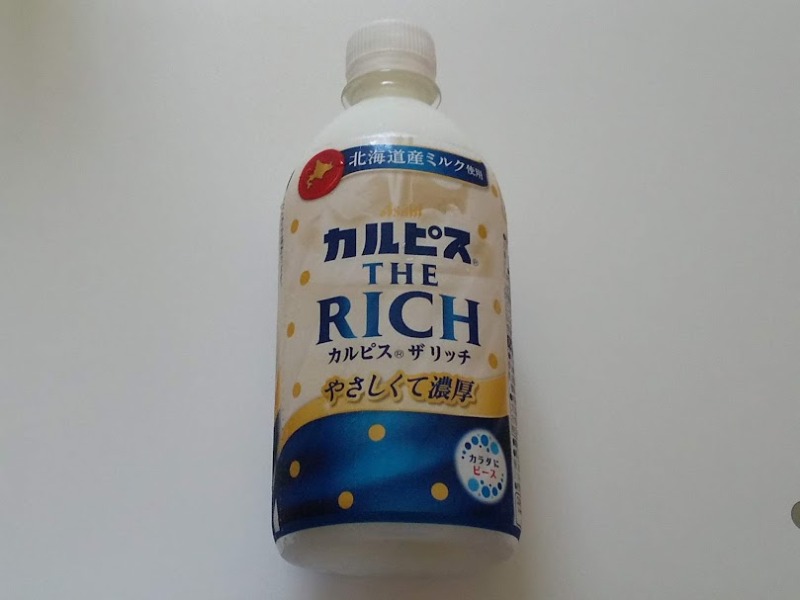 北海道産ミルク使用
Asahi
カルピス®
THE
RICH
カルピス®ザリッチ
やさしくて濃厚
カラダに
ピース